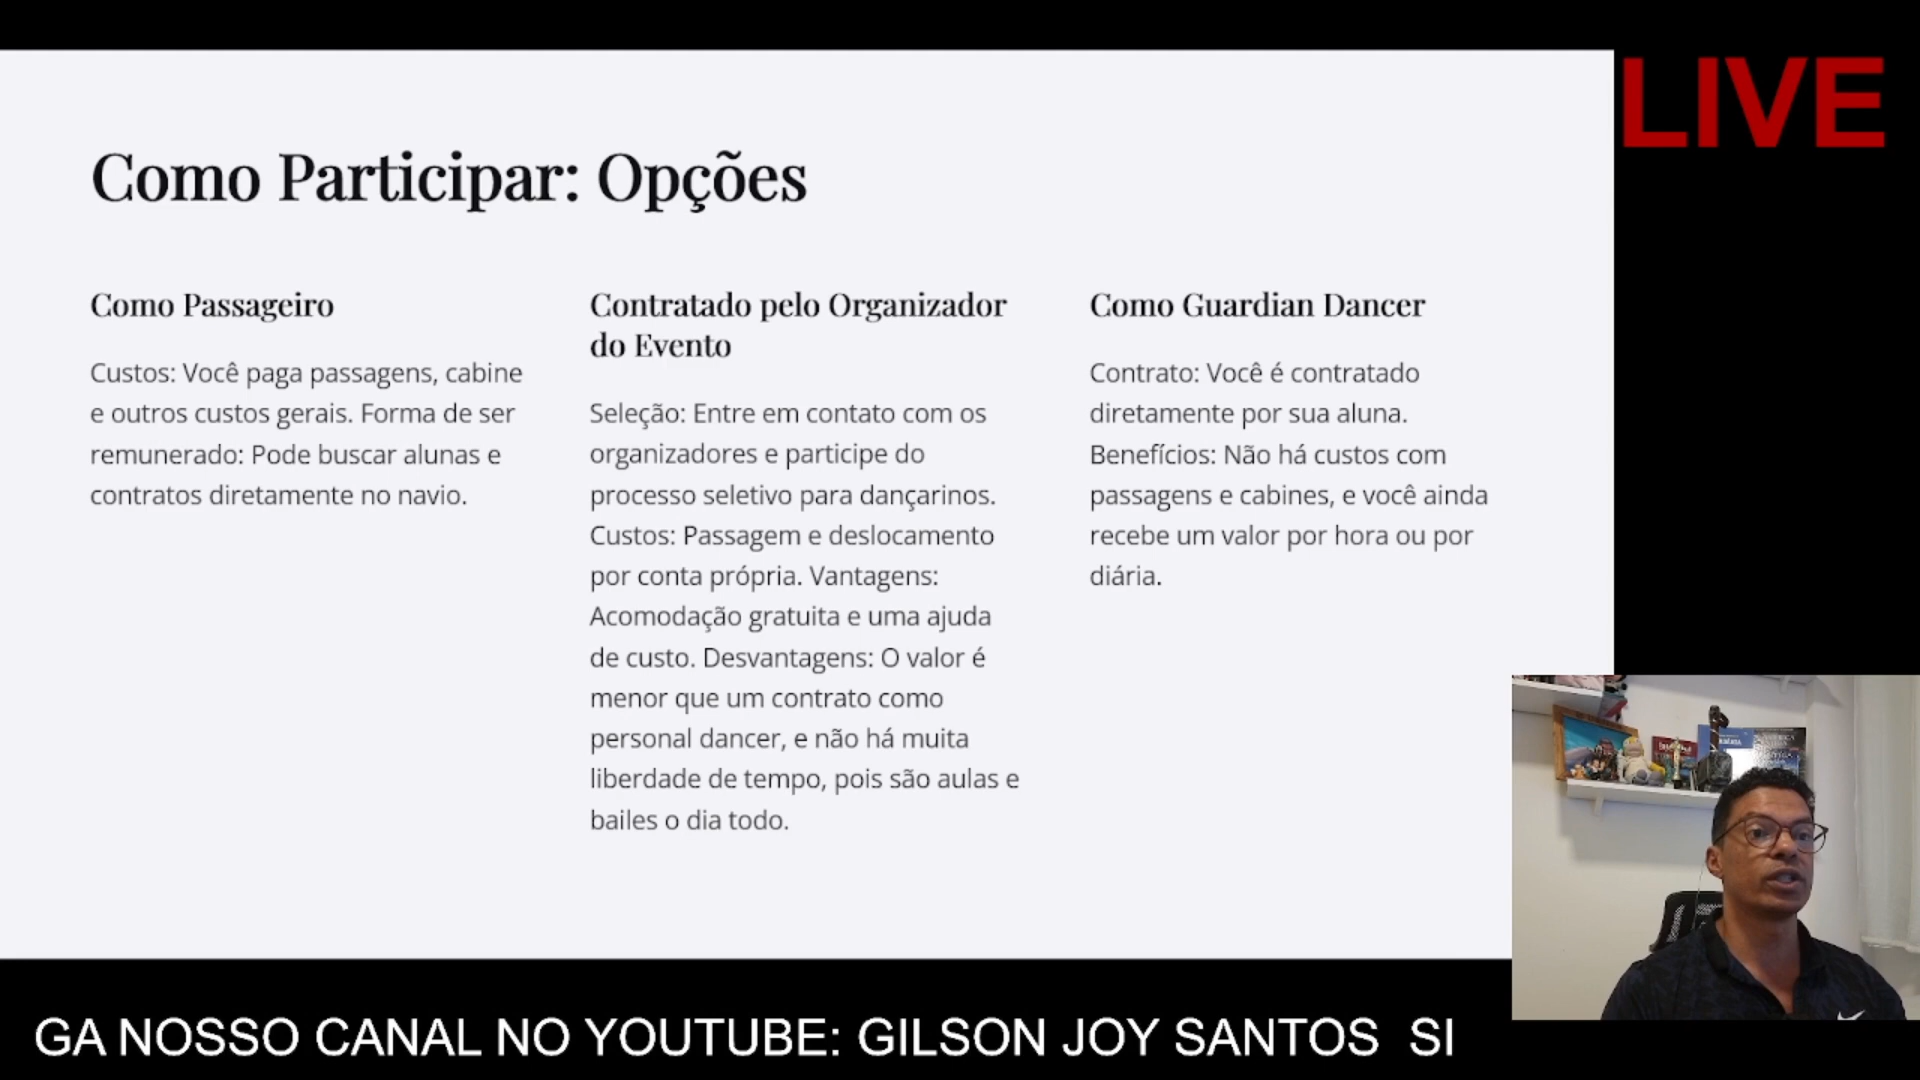 LIVE
Como Participar: Opções
Como Passageiro
Custos: Você paga passagens, cabine
e outros custos gerais. Forma de ser
remunerado: Pode buscar alunas e
contratos diretamente no navio.
Contratado pelo Organizador
do Evento
Seleção: Entre em contato com os
organizadores e participe do
processo seletivo para dançarinos.
Custos: Passagem e deslocamento
por conta própria. Vantagens:
Acomodação gratuita e uma ajuda
de custo. Desvantagens: O valor é
menor que um contrato como
personal dancer, e não há muita
liberdade de tempo, pois são aulas e
bailes o dia todo.
Como Guardian Dancer
Contrato: Você é contratado
diretamente por sua aluna.
Benefícios: Não há custos com
passagens e cabines, e você ainda
recebe um valor por hora ou por
diária.
GA NOSSO CANAL NO YOUTUBE: GILSON JOY SANTOS SI